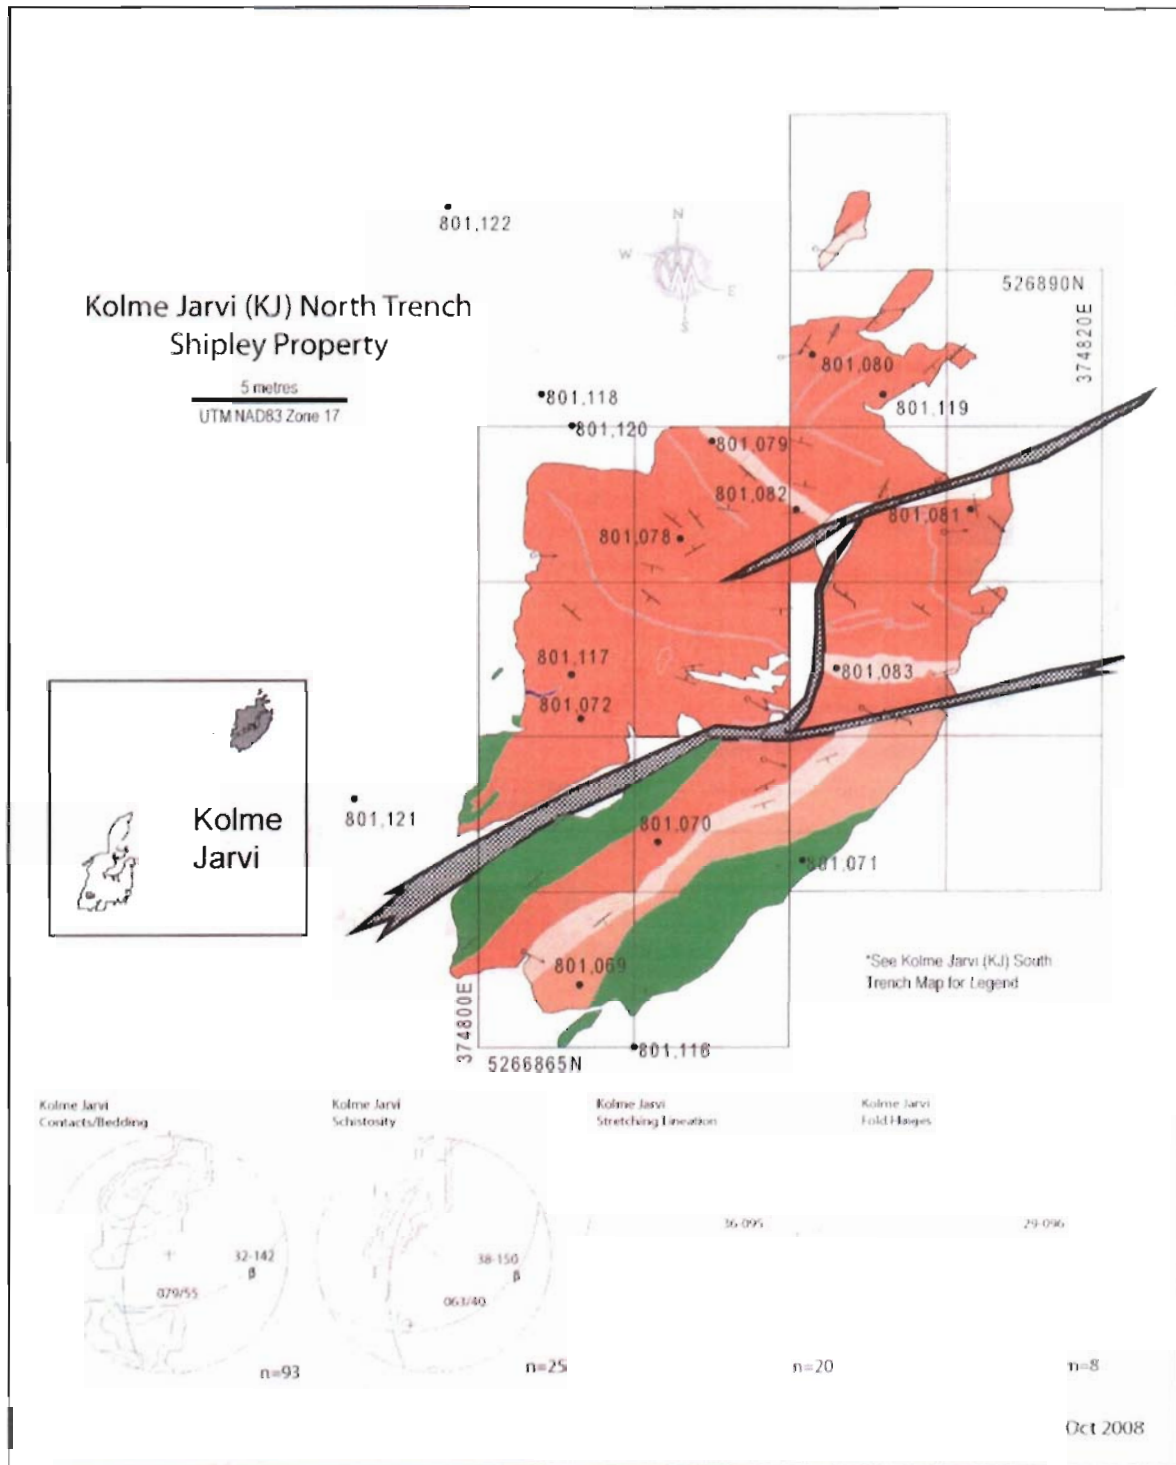 801,122
N
W
E
S
526890N
374820E
Kolme Jarvi (KJ) North Trench
Shipley Property
5 metres
UTM NAD83 Zone 17
801,080
801,118
801,119
801,120
801,079
801,082
801,081
801,078
801,117
801,083
801,072
Kolme
Jarvi
801,121
801,070
801,071
*See Kolme Jarvi (KJ) South
Trench Map for Legend
801,069
374800E
5266865N
801,116
Kolme Jarvi
Contacts/Bedding
Kolme Jarvi
Schistosity
Kolme Jarvi
Stretching Lineation
Kolme Jarvi
Fold Hinges
36-095
29-096
32-142
β
079/55
38-150
β
063/40
n=93
n=25
n=20
n=8
Oct 2008